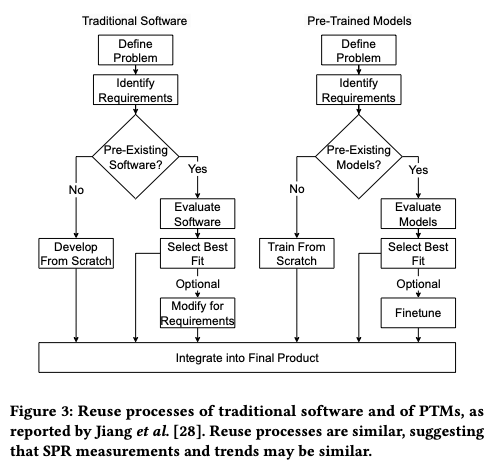 Traditional Software
Define
Problem
Identify
Requirements
Pre-Existing
Software?
No
Yes
Evaluate
Software
Develop
From Scratch
Select Best
Fit
Optional
Modify for
Requirements
Pre-Trained Models
Define
Problem
Identify
Requirements
Pre-Existing
Models?
No
Yes
Evaluate
Models
Train From
Scratch
Select Best
Fit
Optional
Finetune
Integrate into Final Product
Figure 3: Reuse processes of traditional software and of PTMs, as
reported by Jiang et al. [28]. Reuse processes are similar, suggesting
that SPR measurements and trends may be similar.